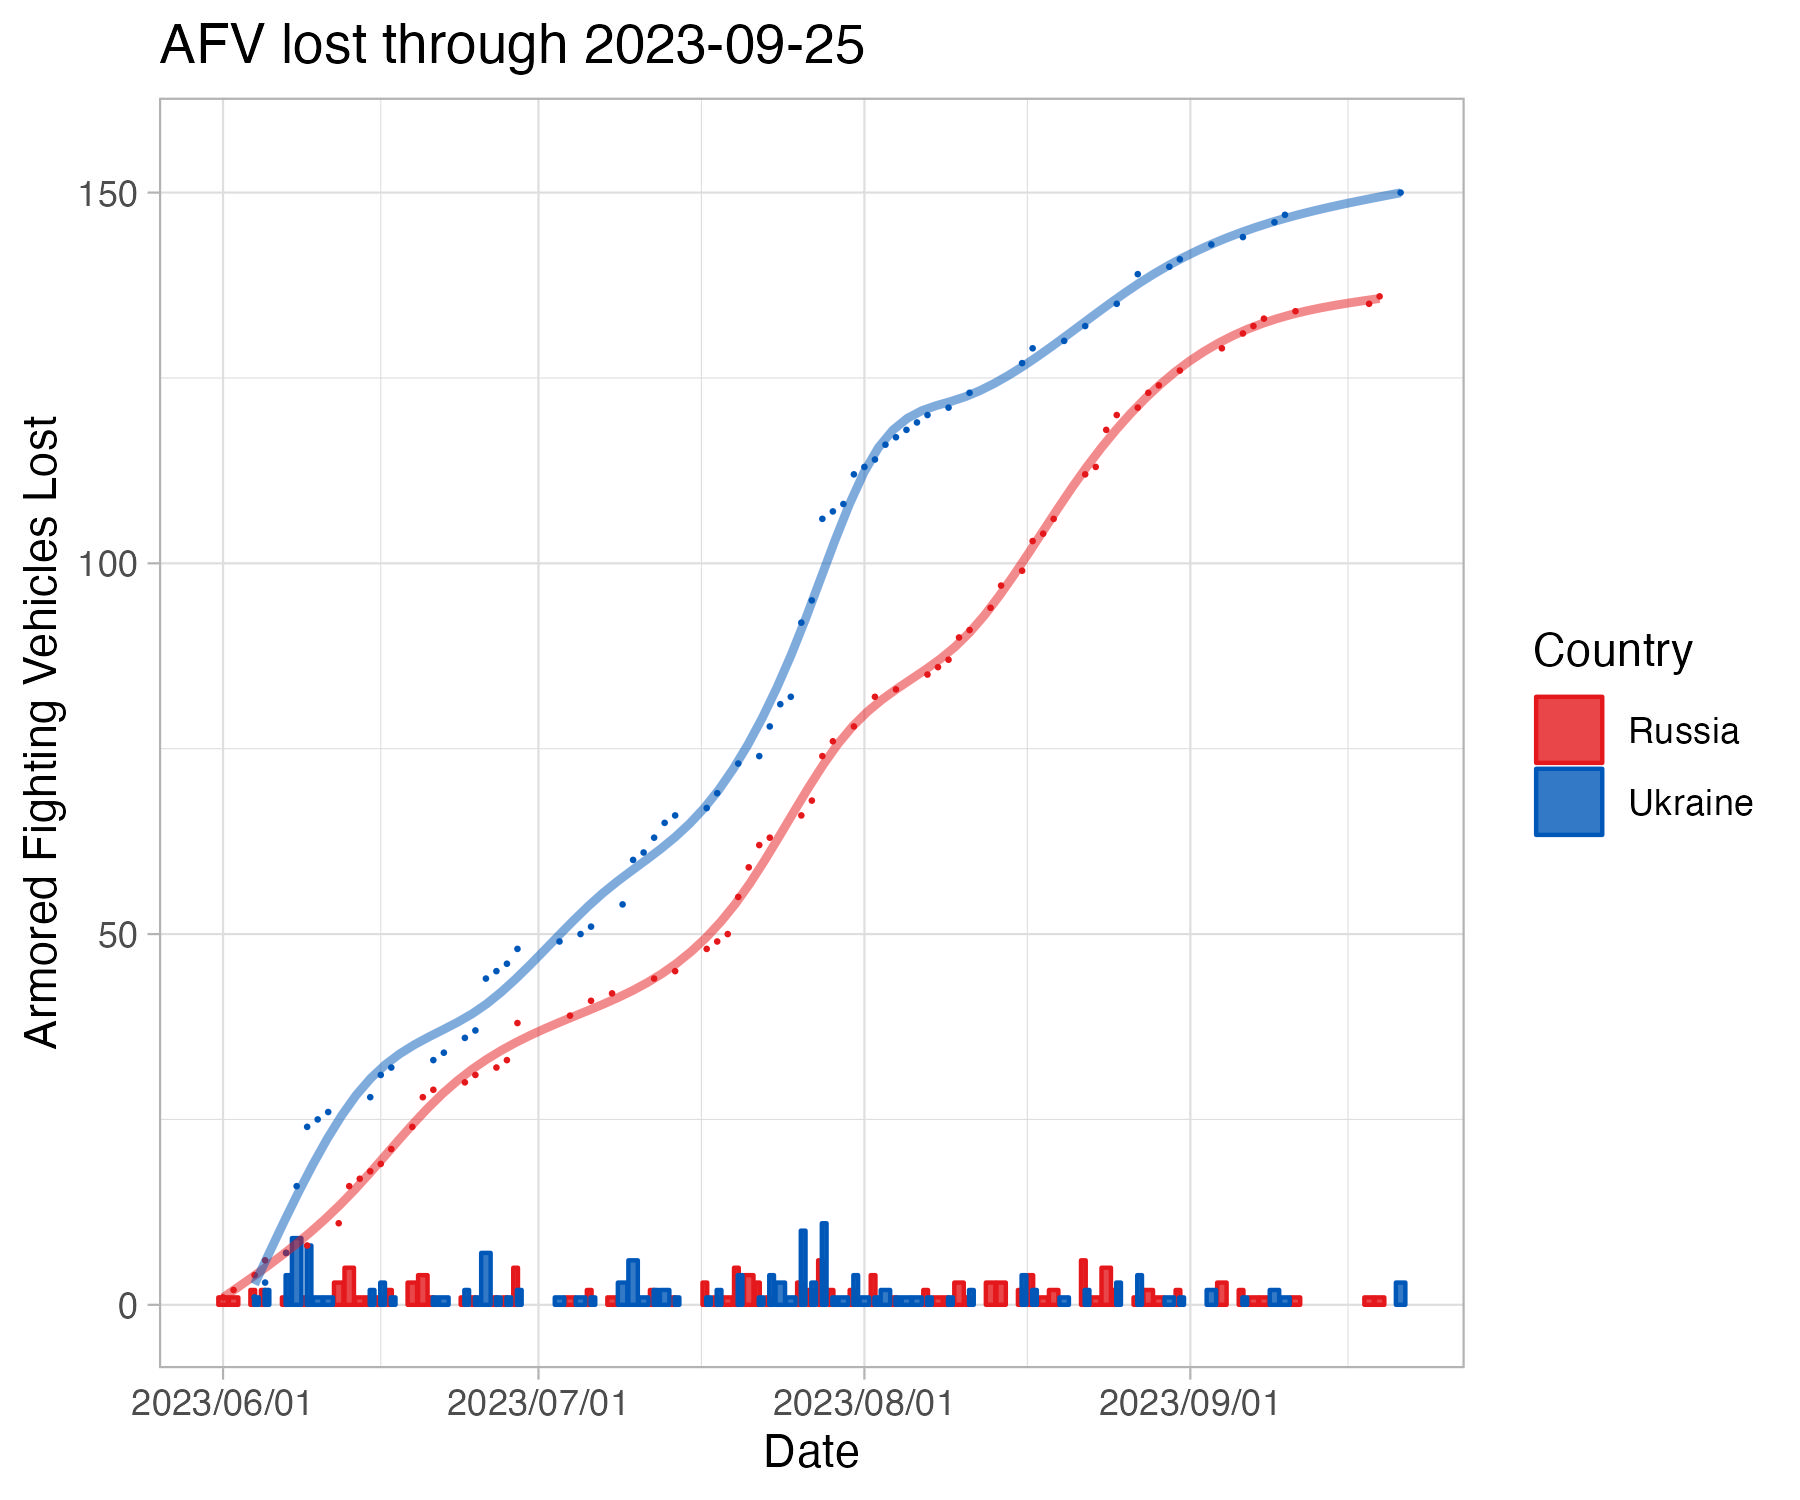 AFV lost through 2023-09-25
Armored Fighting Vehicles Lost
150
100
50
0
2023/06/01
2023/07/01
2023/08/01
2023/09/01
Date
Country
Russia
Ukraine